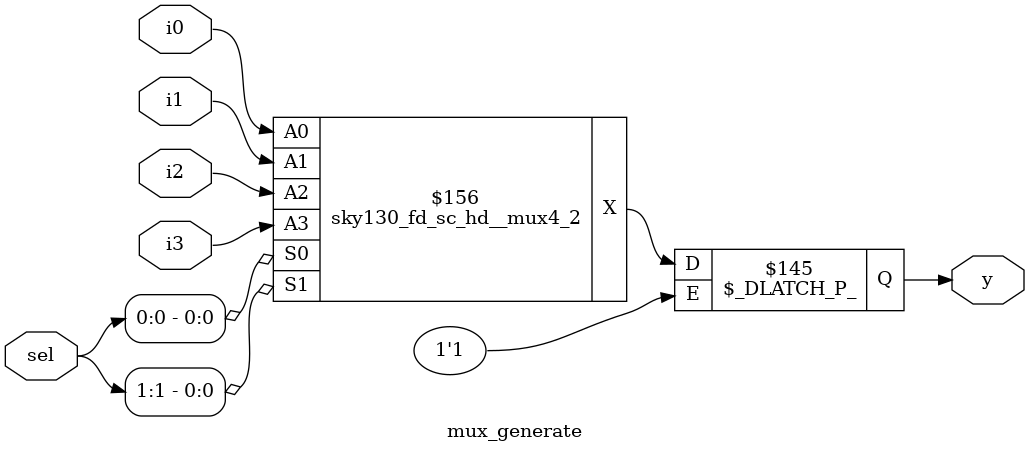 i0
i1
i2
i3
sel
A0
A1
A2
A3
S0
S1
$156
sky130_fd_sc_hd__mux4_2
X
0:0 - 0:0
1:1 - 0:0
D
E
$145
$_DLATCH_P_
Q
1'1
y
mux_generate